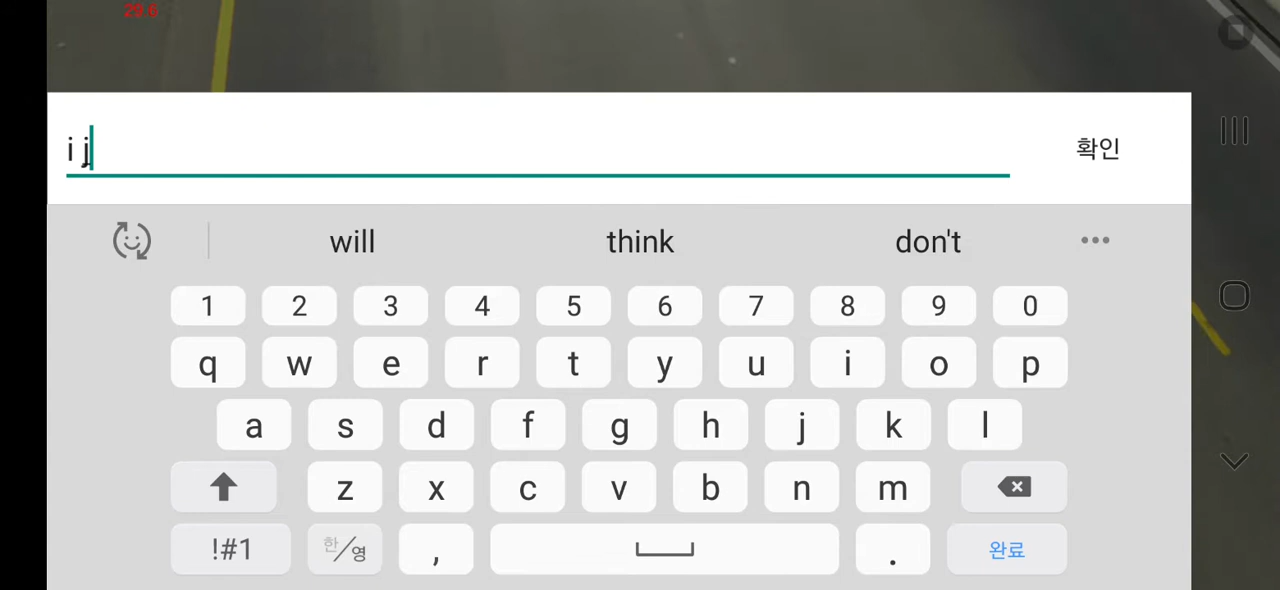 29.6
i j
확인
will think don't
1 2 3 4 5 6 7 8 9 0
q w e r t y u i o p
a s d f g h j k l
z x c v b n m
!#1 한/영 , . 완료